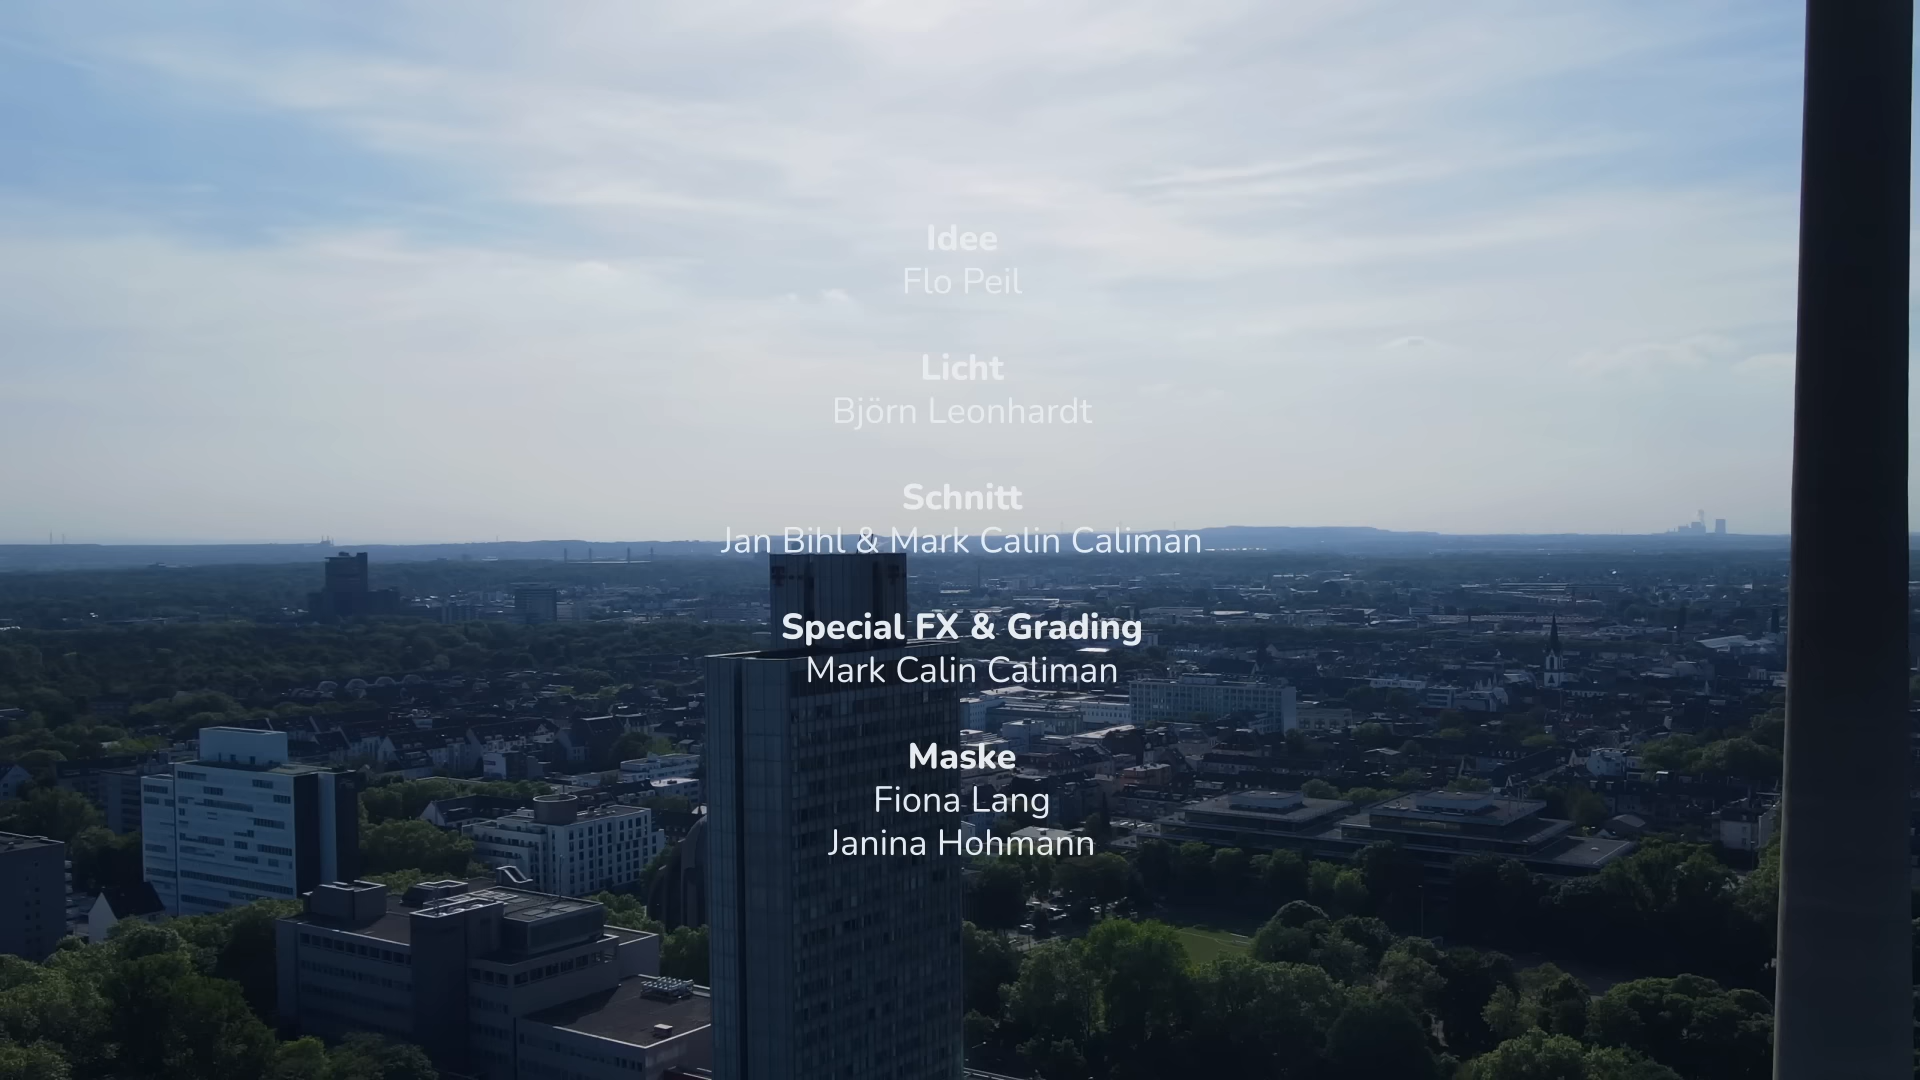 Idee
Flo Peil
Licht
Björn Leonhardt
Schnitt
Jan Bihl & Mark Calin Caliman
Special FX & Grading
Mark Calin Caliman
Maske
Fiona Lang
Janina Hohmann